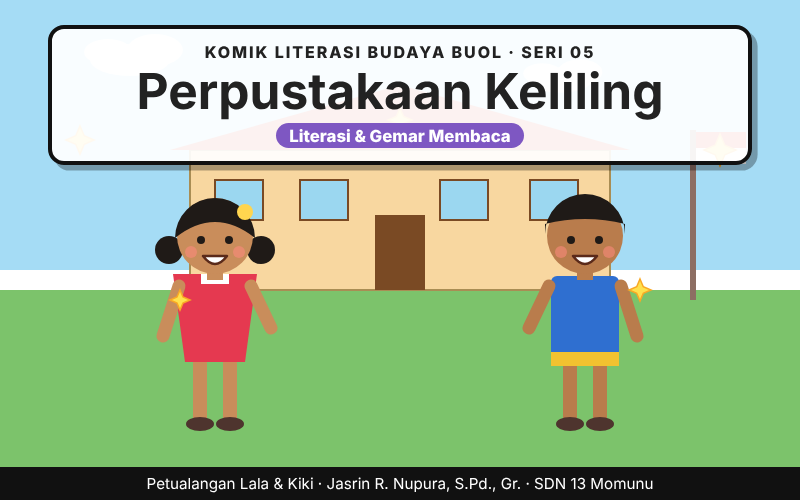 KOMIK LITERASI BUDAYA BUOL · SERI 05
Perpustakaan Keliling
Literasi & Gemar Membaca
Petualangan Lala & Kiki · Jasrin R. Nupura, S.Pd., Gr. · SDN 13 Momunu